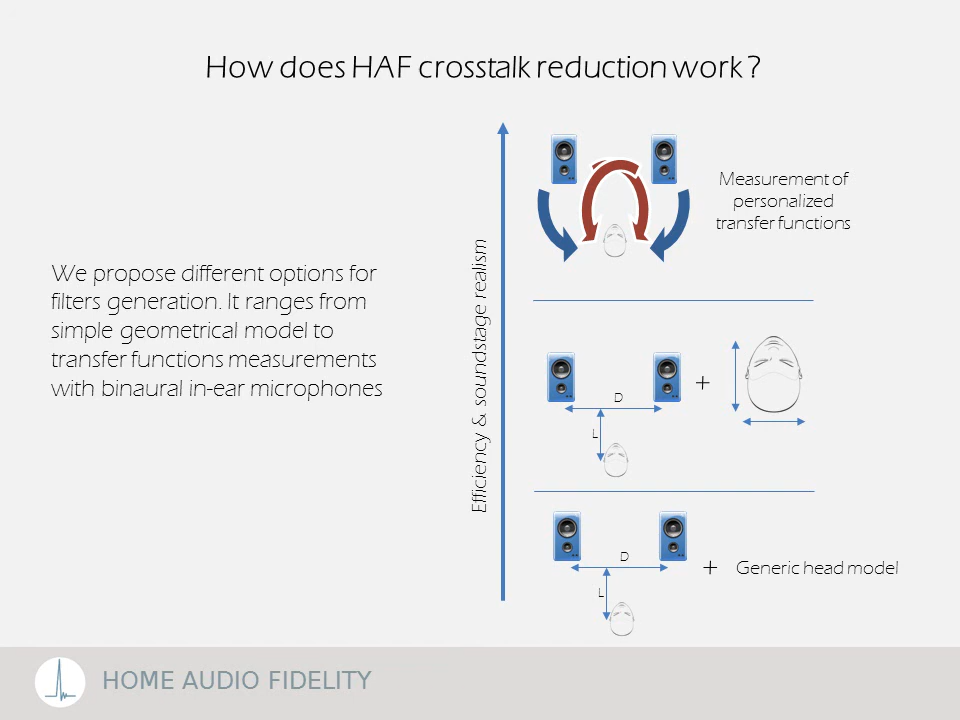 How does HAF crosstalk reduction work ?
We propose different options for
filters generation. It ranges from
simple geometrical model to
transfer functions measurements
with binaural in-ear microphones
Efficiency & soundstage realism
Measurement of
personalized
transfer functions
D
+
L
D
+ Generic head model
L
HOME AUDIO FIDELITY